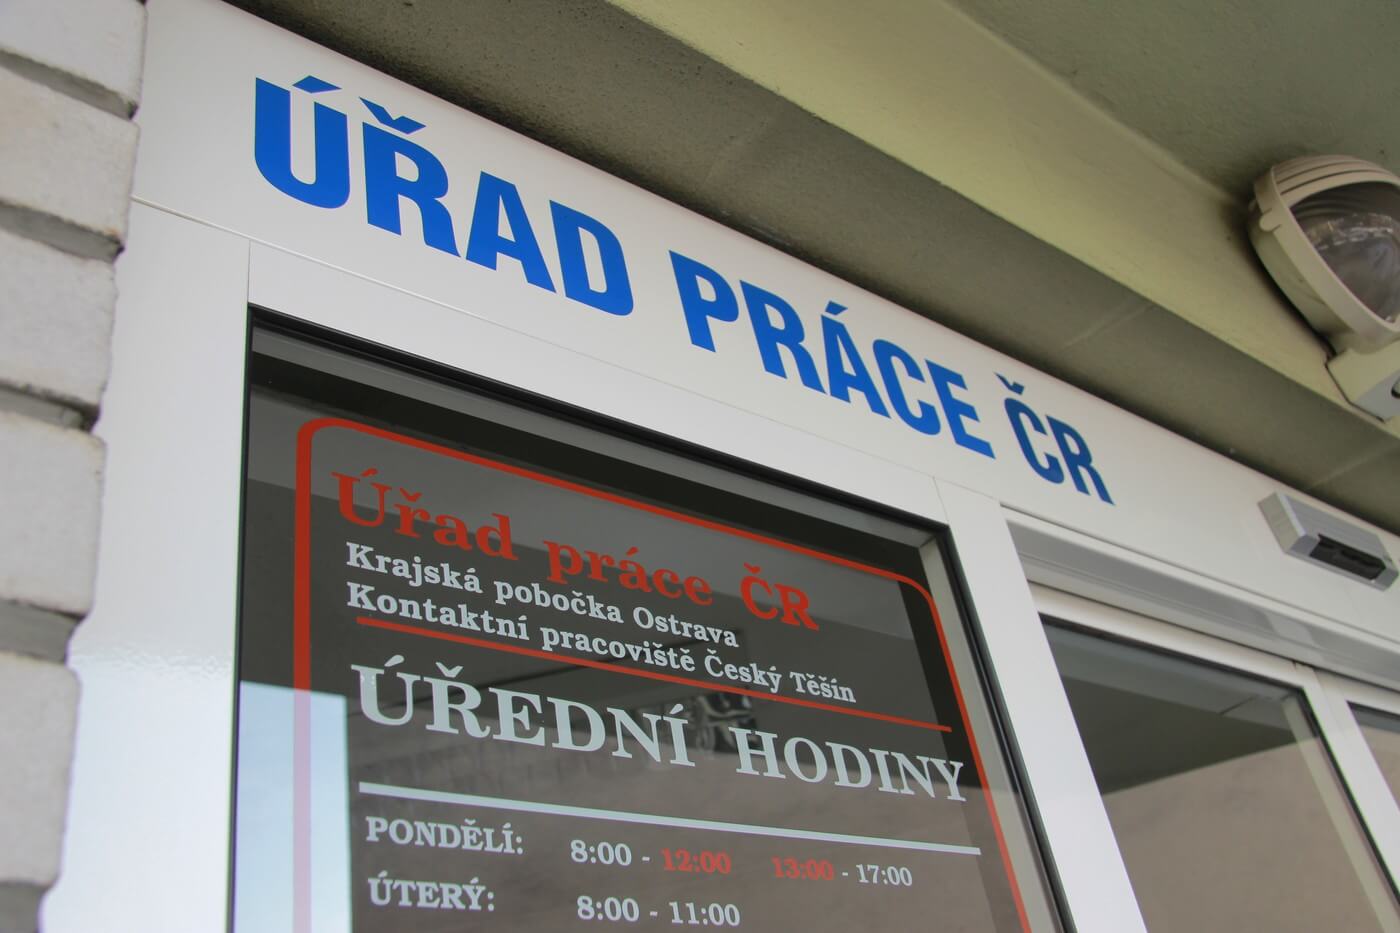 ÚŘAD PRÁCE ČR
Úřad práce ČR
Krajská pobočka Ostrava
Kontaktní pracoviště Český Těšín
ÚŘEDNÍ HODINY
PONDĚLÍ: 8:00 - 12:00 13:00 - 17:00
ÚTERÝ: 8:00 - 11:00